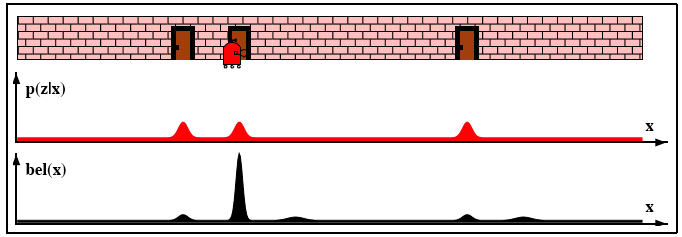 p(z|x)
x
bel(x)
x